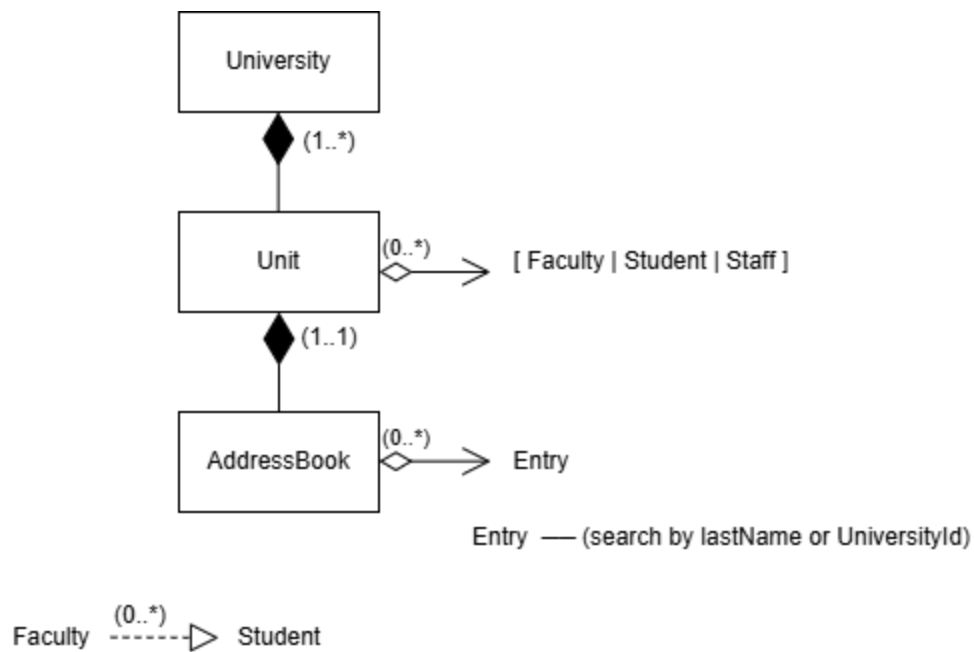 University
(1..*)
Unit
(0..*)
[ Faculty | Student | Staff ]
(1..1)
AddressBook
(0..*)
Entry
Entry (search by lastName or UniversityId)
(0..*)
Faculty Student